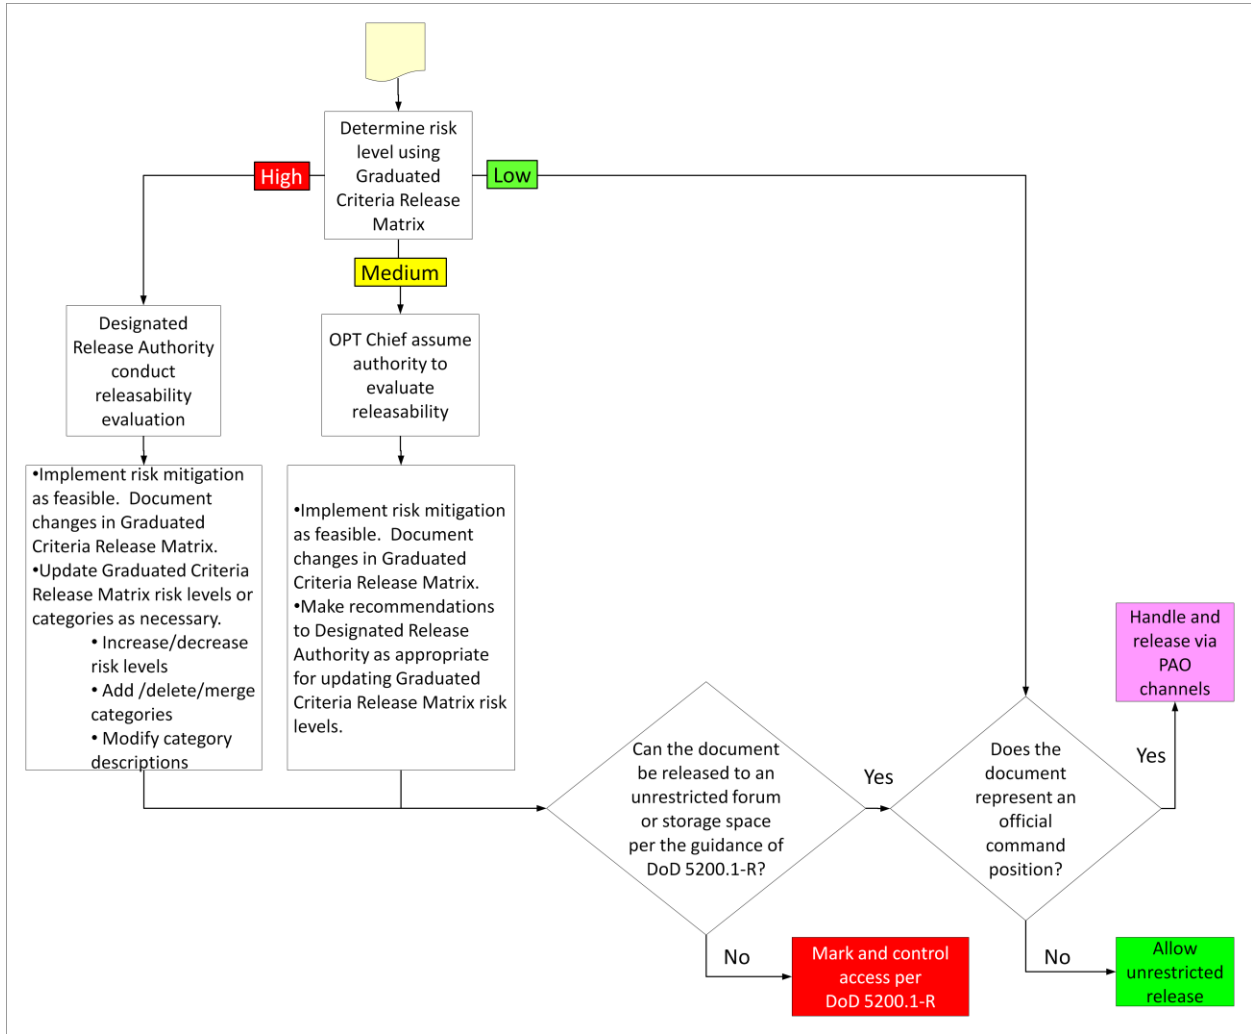 Determine risk
level using
Graduated
Criteria Release
Matrix
High
Low
Medium
Designated
Release Authority
conduct
releasability
evaluation
OPT Chief assume
authority to
evaluate
releasability
•Implement risk mitigation
as feasible.  Document
changes in Graduated
Criteria Release Matrix.
•Update Graduated Criteria
Release Matrix risk levels or
categories as necessary.
• Increase/decrease
risk levels
• Add /delete/merge
categories
• Modify category
descriptions
•Implement risk mitigation
as feasible.  Document
changes in Graduated
Criteria Release Matrix.
•Make recommendations
to Designated Release
Authority as appropriate
for updating Graduated
Criteria Release Matrix risk
levels.
Can the document
be released to an
unrestricted forum
or storage space
per the guidance of
DoD 5200.1-R?
Yes
No
Mark and control
access per
DoD 5200.1-R
Does the
document
represent an
official
command
position?
Yes
Handle and
release via
PAO
channels
No
Allow
unrestricted
release